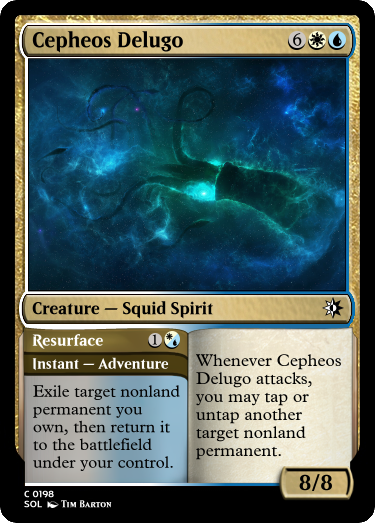 Cepheos Delugo 6
Creature — Squid Spirit
Resurface 1
Instant — Adventure
Exile target nonland
permanent you
own, then return it
to the battlefield
under your control.
Whenever Cepheos
Delugo attacks,
you may tap or
untap another
target nonland
permanent.
8/8
C 0198
SOL Tim Barton